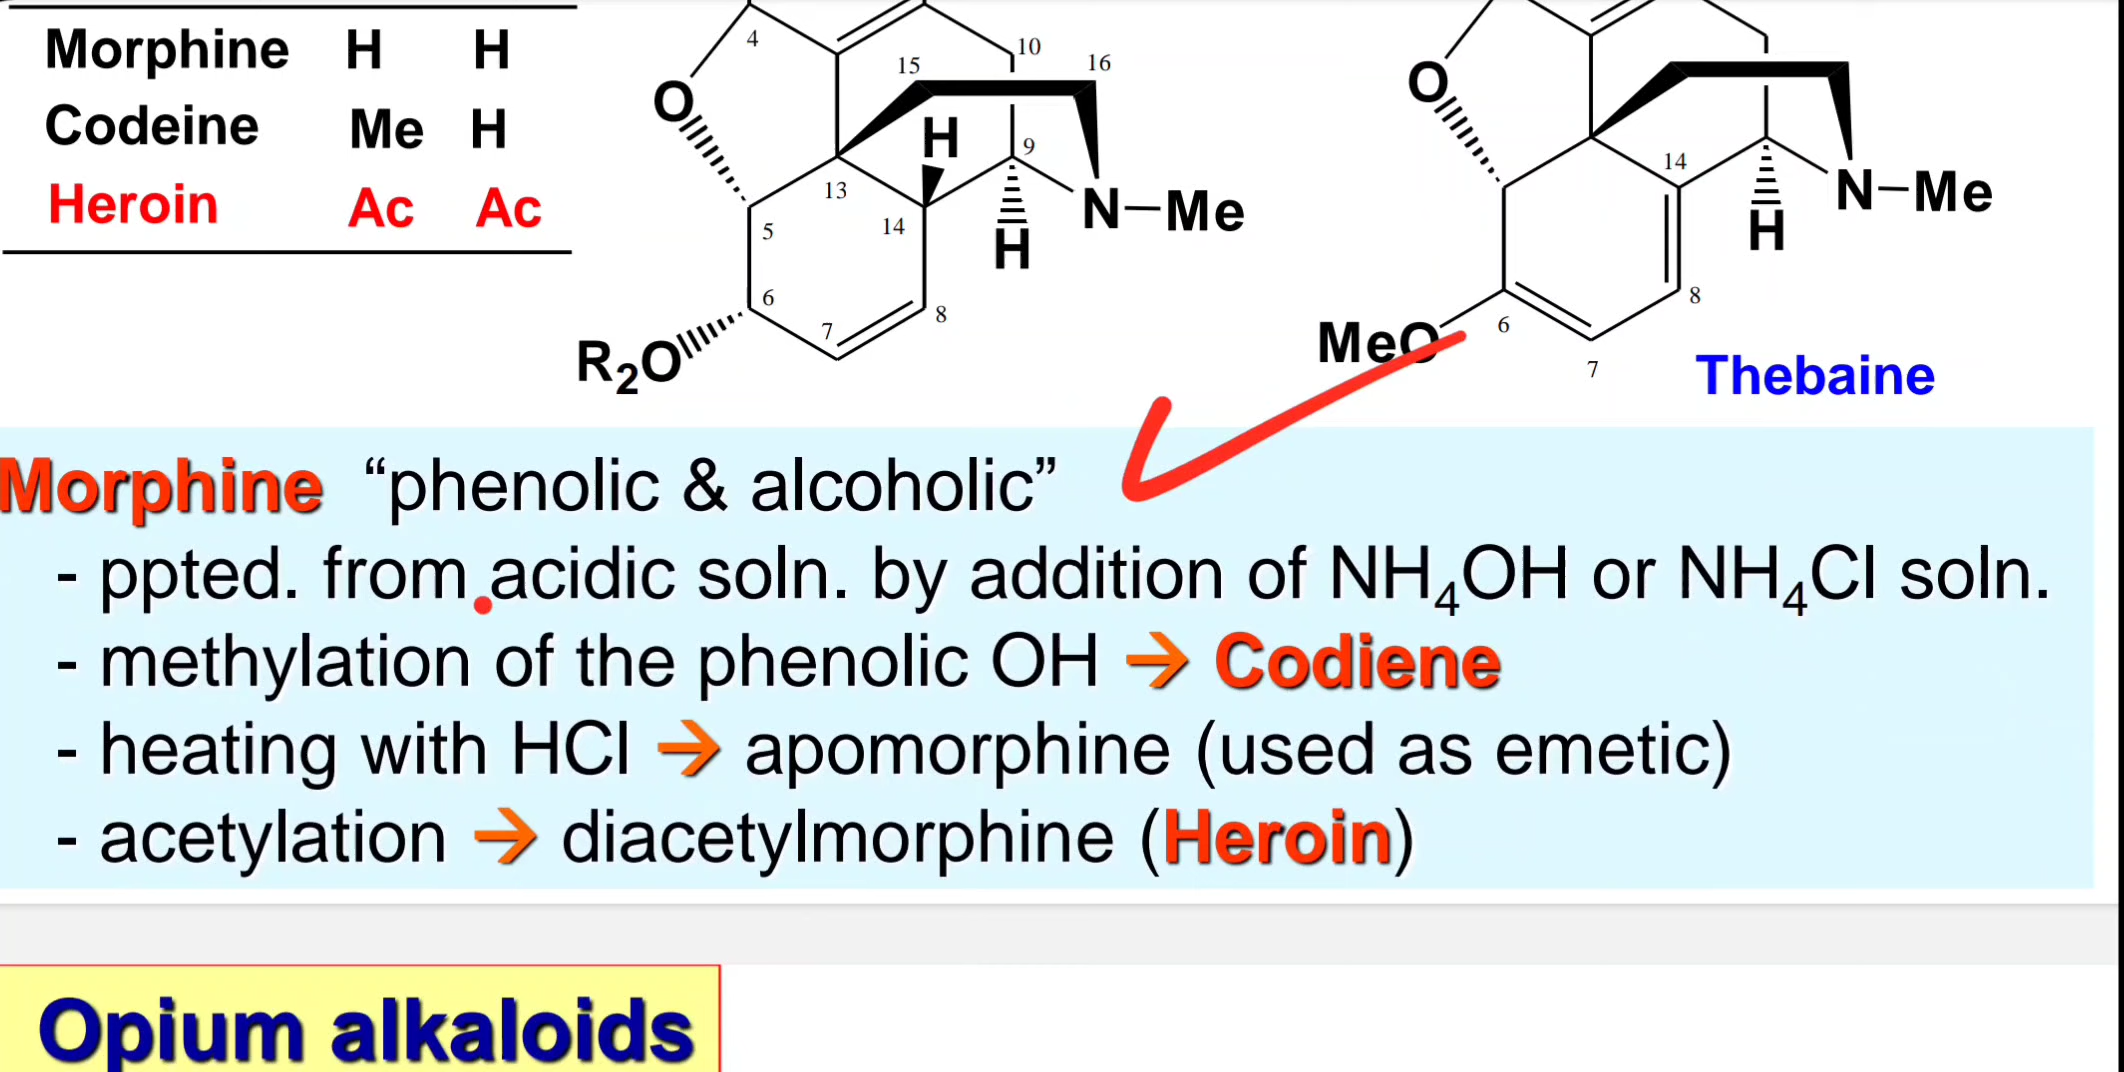 Morphine H H
Codeine Me H
Heroin Ac Ac
4
10
15
16
O
H
9
13
14
N—Me
5
H
6
7
8
R₂O
O
14
N—Me
H
8
6
MeO
7
Thebaine
Morphine “phenolic & alcoholic”
- ppted. from acidic soln. by addition of NH₄OH or NH₄Cl soln.
- methylation of the phenolic OH → Codiene
- heating with HCl → apomorphine (used as emetic)
- acetylation → diacetylmorphine (Heroin)
Opium alkaloids